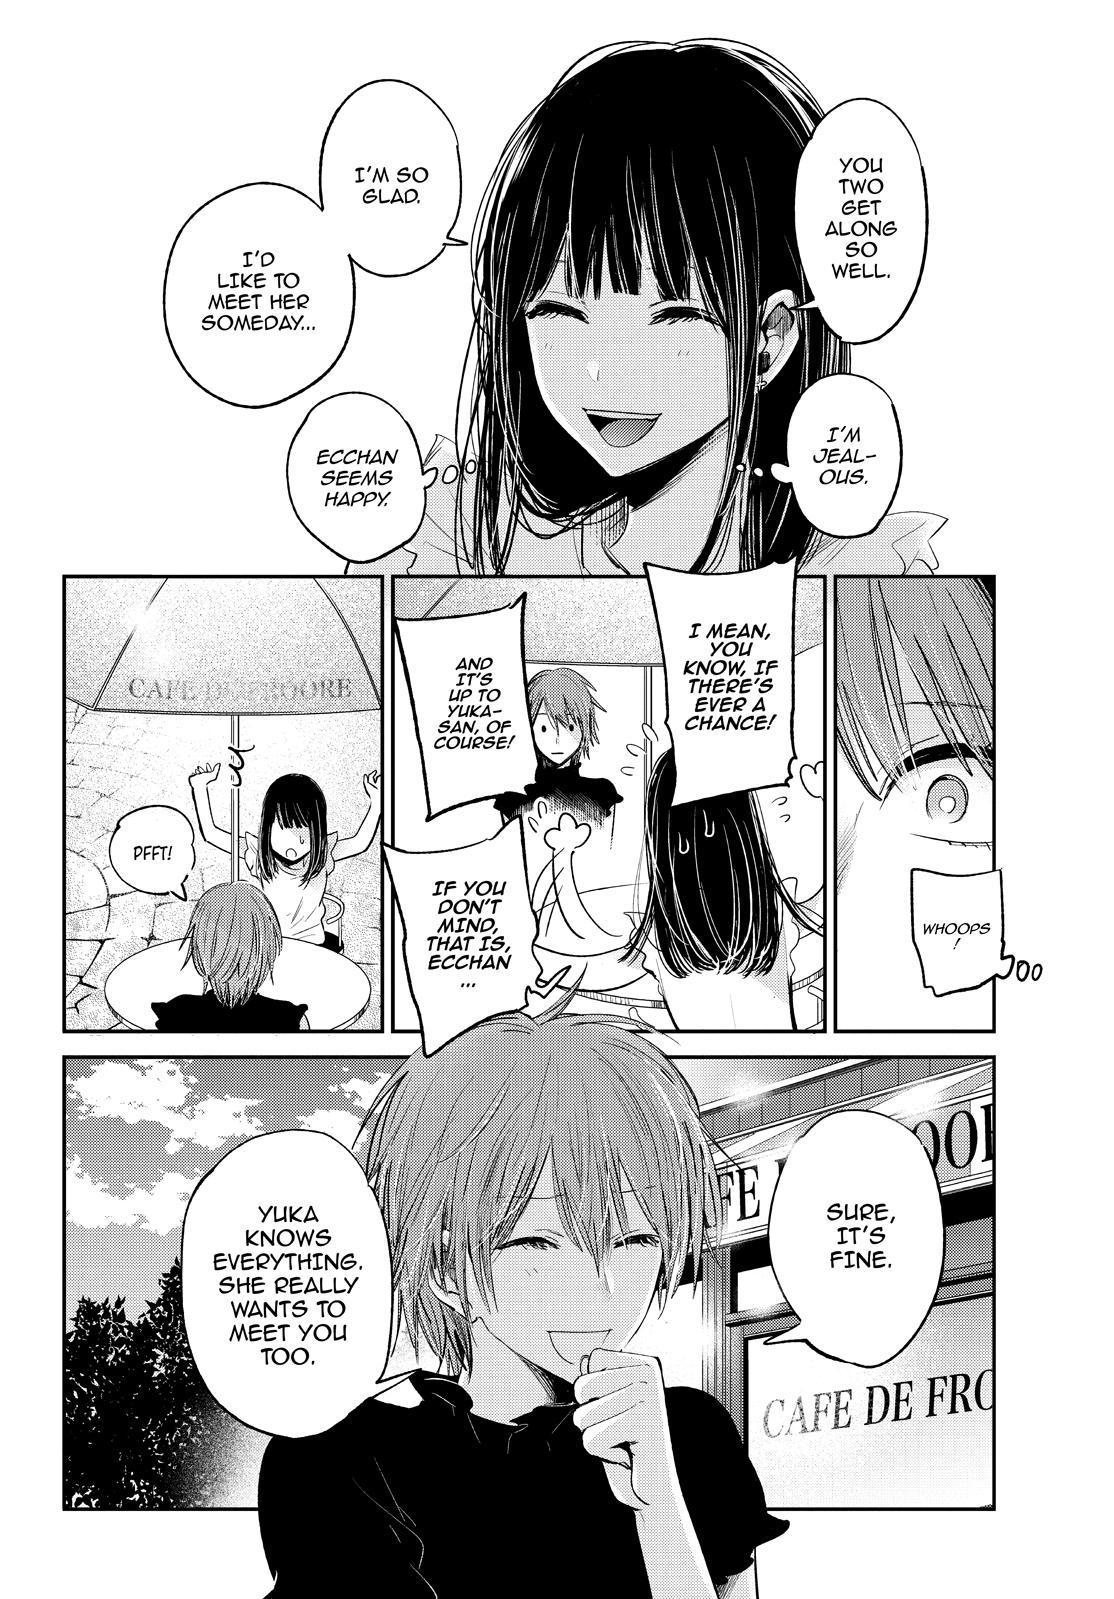 YOU
TWO
GET
ALONG
SO
WELL.
I'M SO
GLAD.
I'D
LIKE TO
MEET HER
SOMEDAY...
I'M
JEAL-
OUS.
ECCHAN
SEEMS
HAPPY.
WHOOPS
!
I MEAN,
YOU
KNOW, IF
THERE'S
EVER A
CHANCE!
AND
IT'S
UP TO
YUKA-
SAN, OF
COURSE!
IF YOU
DON'T
MIND,
THAT IS,
ECCHAN
...
CAFE DE FROORE
PFFT!
SURE,
IT'S
FINE.
YUKA
KNOWS
EVERYTHING.
SHE REALLY
WANTS TO
MEET YOU
TOO.
CAFE DE FRO